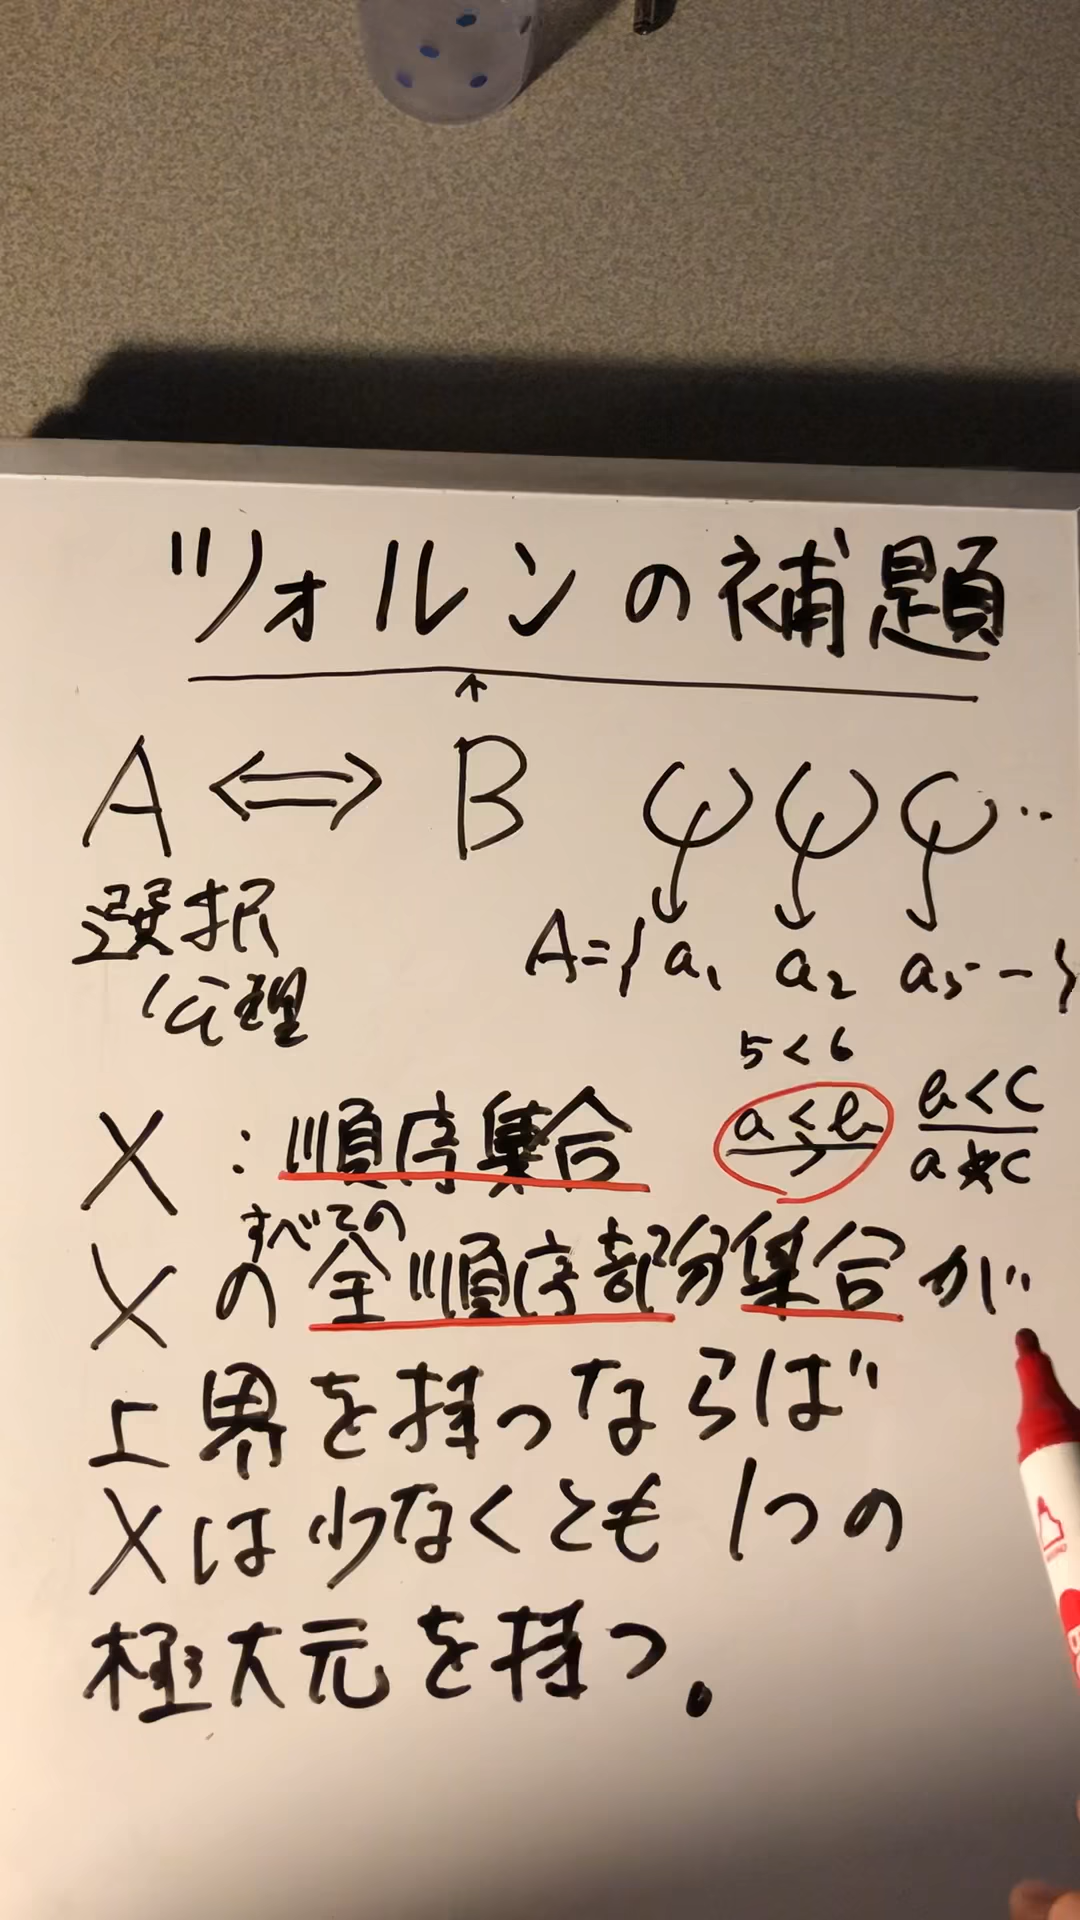 ツォルンの補題
A ⇔ B
選択
公理
A={a₁ a₂ a₃ --}
5<6
a≤b b<c
a c
X : 順序集合
すべての
Xの全順序部分集合が
上界を持つならば
Xは少なくとも1つの
極大元を持つ。